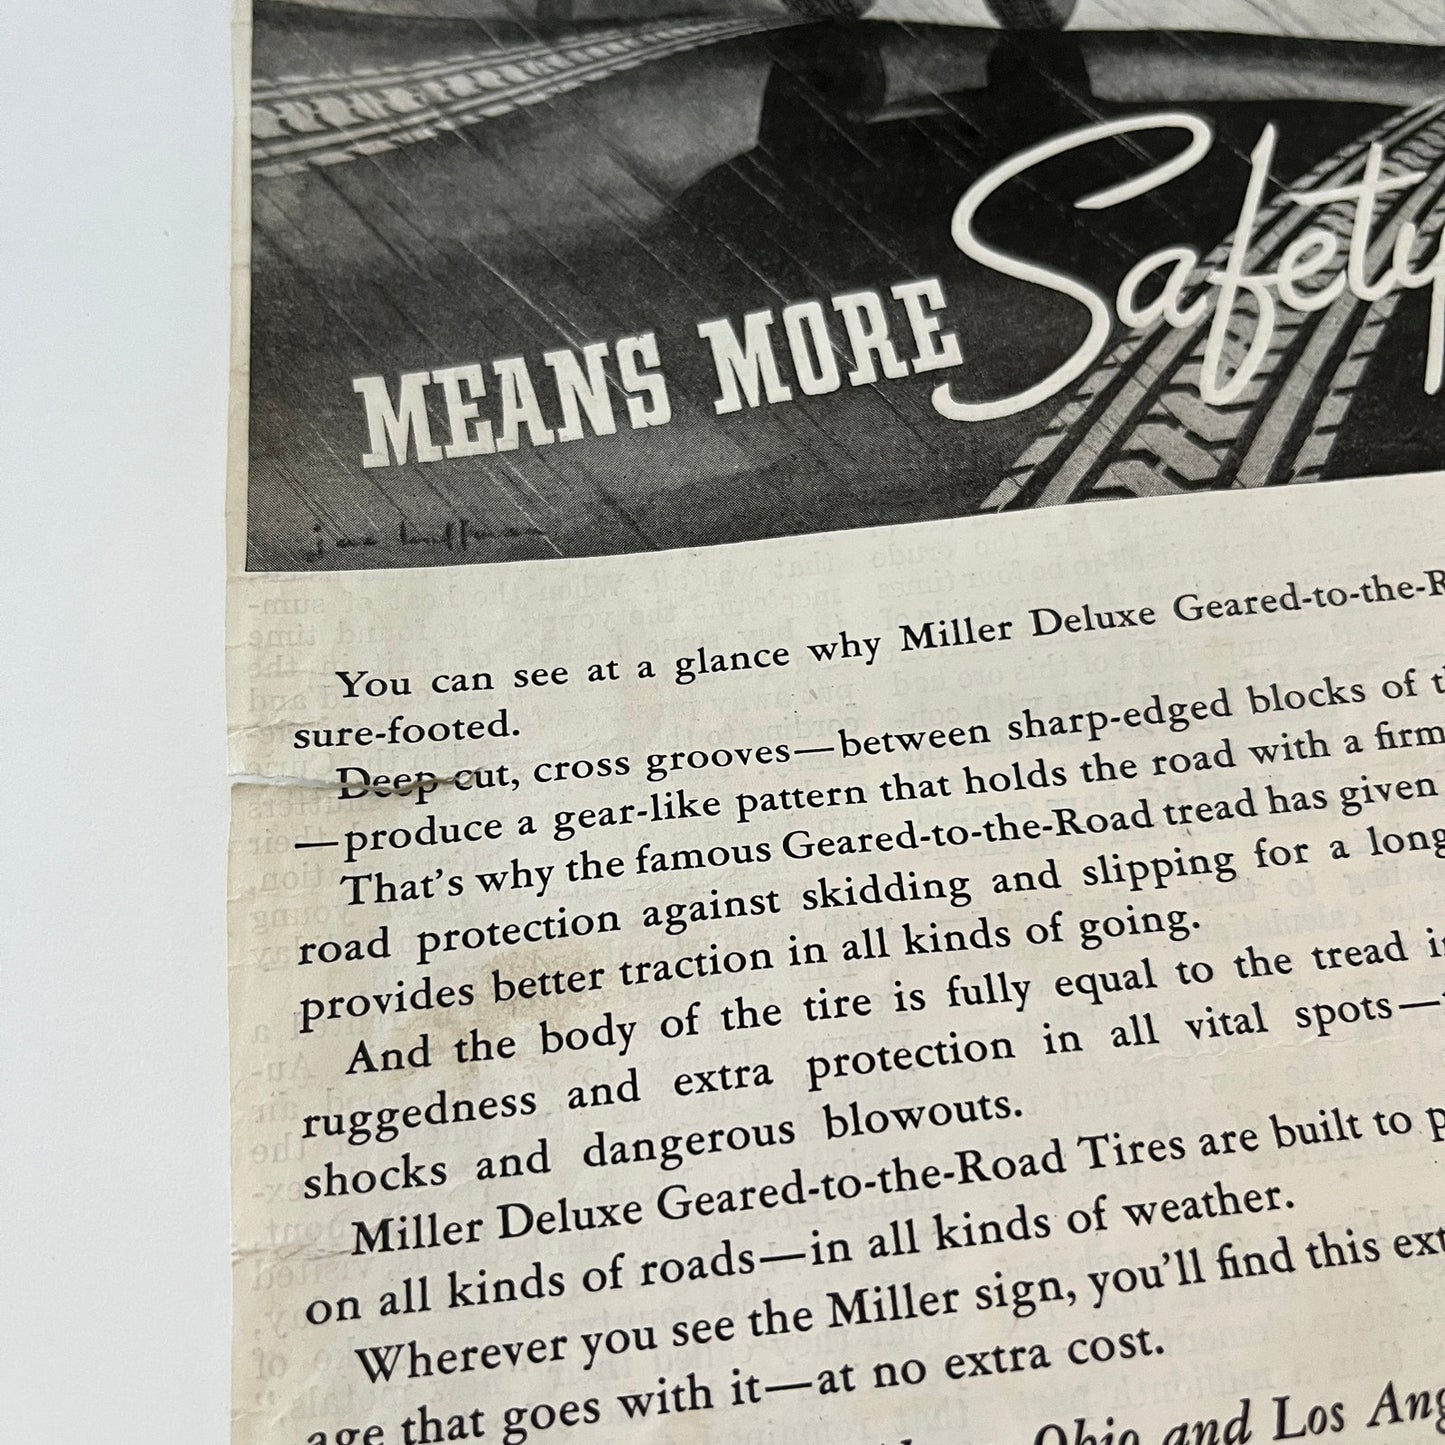 MEANS MORE Safety
You can see at a glance why Miller Deluxe Geared-to-the-R
sure-footed.
Deep-cut, cross grooves—between sharp-edged blocks of
—produce a gear-like pattern that holds the road with a firm
That's why the famous Geared-to-the-Road tread has given
road protection against skidding and slipping for a long
provides better traction in all kinds of going.
And the body of the tire is fully equal to the tread
ruggedness and extra protection in all vital spots—
shocks and dangerous blowouts.
Miller Deluxe Geared-to-the-Road Tires are built to
on all kinds of roads—in all kinds of weather.
Wherever you see the Miller sign, you'll find this ext
age that goes with it—at no extra cost.
Ohio and Los Ang